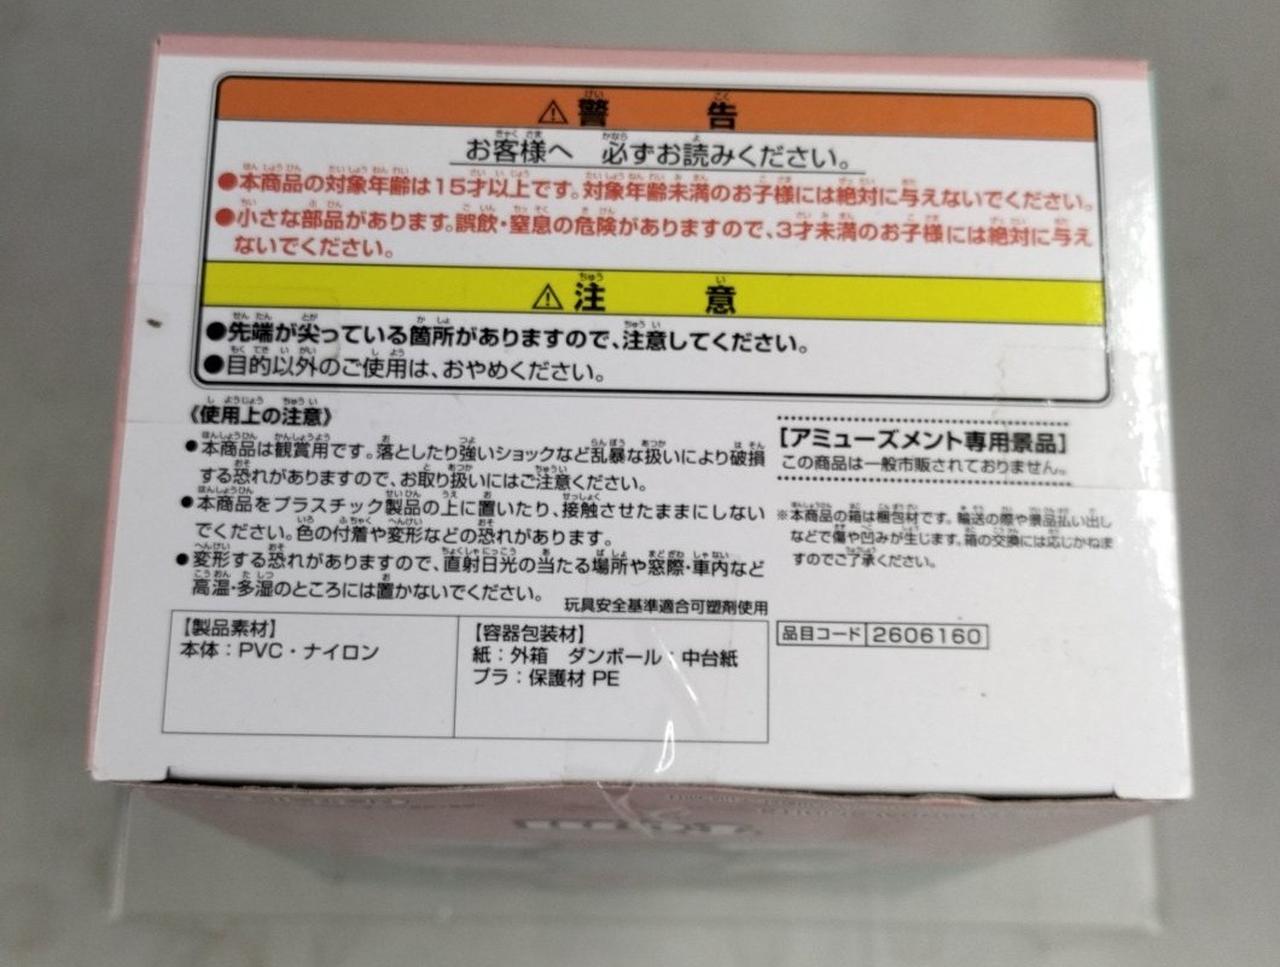 ⚠警告
お客様へ 必ずお読みください。
●本商品の対象年齢は15才以上です。対象年齢未満のお子様には絶対に与えないでください。
●小さな部品があります。誤飲・窒息の危険がありますので、3才未満のお子様には絶対に与え
ないでください。
⚠注意
●先端が尖っている箇所がありますので、注意してください。
●目的以外のご使用は、おやめください。
《使用上の注意》
●本商品は観賞用です。落としたり強いショックなど乱暴な扱いにより破損
する恐れがありますので、お取り扱いにはご注意ください。
●本商品をプラスチック製品の上に置いたり、接触させたままにしない
でください。色の付着や変形などの恐れがあります。
●変形する恐れがありますので、直射日光の当たる場所や窓際・車内など
高温・多湿のところには置かないでください。
玩具安全基準適合可塑剤使用
【製品素材】
本体：PVC・ナイロン
【容器包装材】
紙：外箱 ダンボール：中台紙
プラ：保護材 PE
【アミューズメント専用景品】
この商品は一般市販されておりません。
※本商品の箱は梱包材です。輸送の際や景品払い出し
などで傷や凹みが生じます。箱の交換には応じかねま
すのでご了承ください。
品目コード 2606160